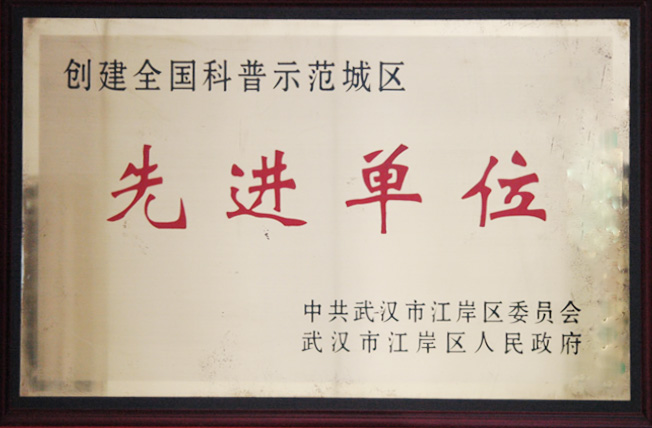 创建全国科普示范城区
先进单位
中共武汉市江岸区委员会
武汉市江岸区人民政府